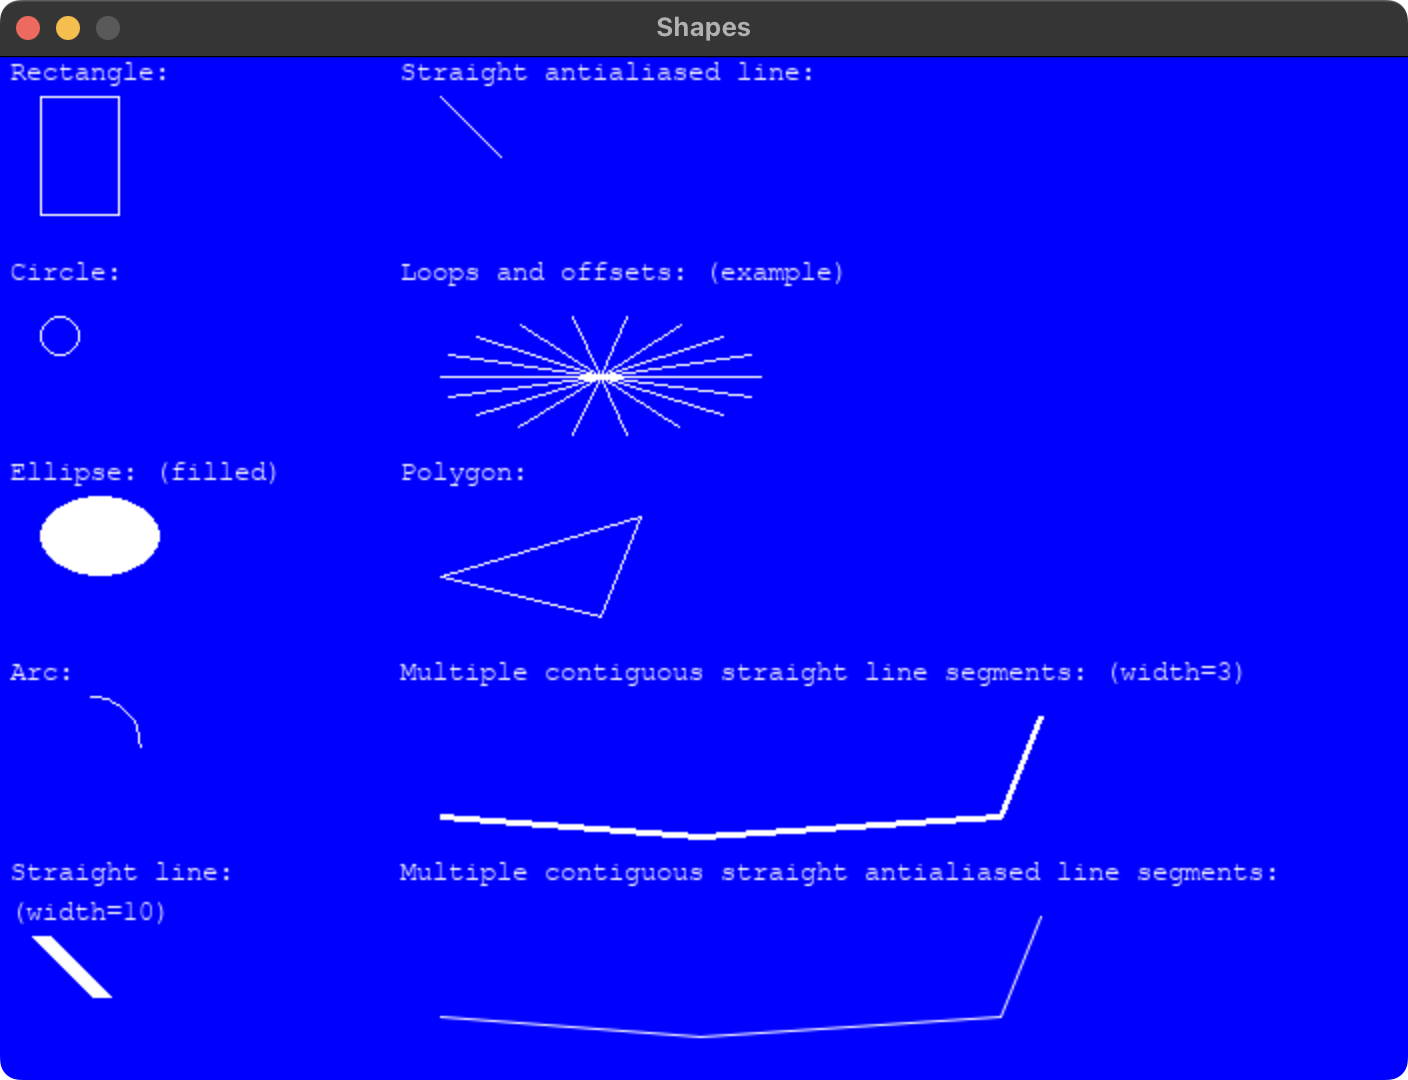 Shapes
Rectangle:
Straight antialiased line:
Circle:
Loops and offsets: (example)
Ellipse: (filled)
Polygon:
Arc:
Multiple contiguous straight line segments: (width=3)
Straight line:
(width=10)
Multiple contiguous straight antialiased line segments: